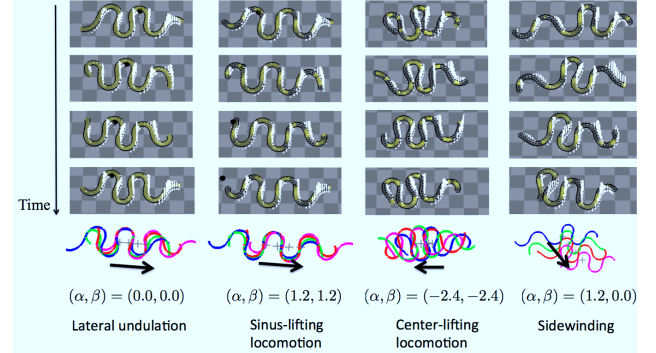 Time
(α, β) = (0.0, 0.0)
(α, β) = (1.2, 1.2)
(α, β) = (−2.4, −2.4)
(α, β) = (1.2, 0.0)
Lateral undulation
Sinus-lifting
locomotion
Center-lifting
locomotion
Sidewinding